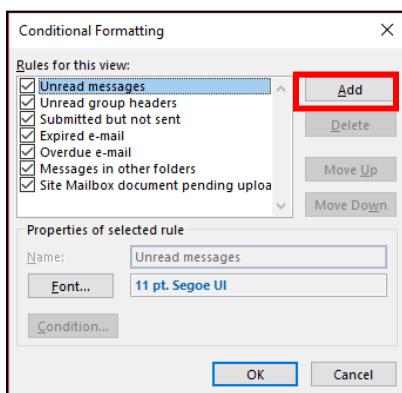 Conditional Formatting
Rules for this view:
Unread messages
Unread group headers
Submitted but not sent
Expired e-mail
Overdue e-mail
Messages in other folders
Site Mailbox document pending uploa
Add
Delete
Move Up
Move Down
Properties of selected rule
Name: Unread messages
Font... 11 pt. Segoe UI
Condition...
OK Cancel